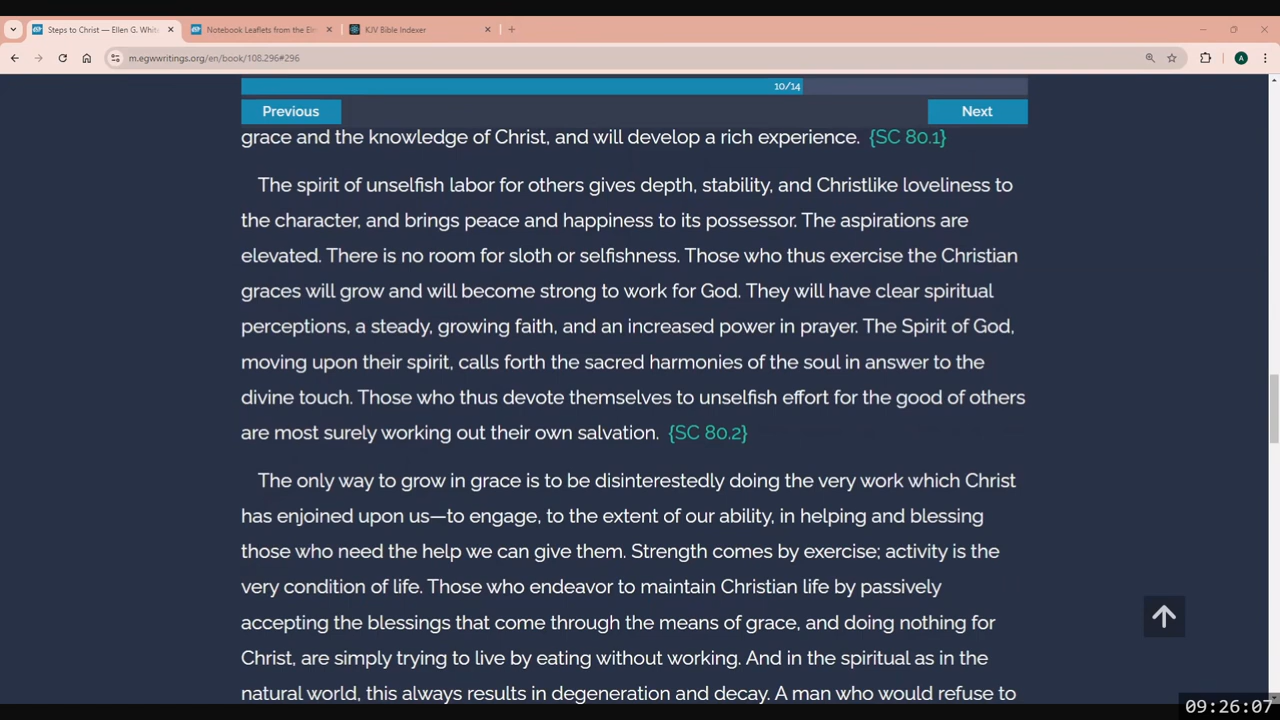 Steps to Christ — Ellen G. White
Notebook Leaflets from the Ele
KJV Bible Indexer
m.egwwritings.org/en/book/108.296#296
A
10/14
Previous
Next
grace and the knowledge of Christ, and will develop a rich experience. {SC 80.1}
The spirit of unselfish labor for others gives depth, stability, and Christlike loveliness to
the character, and brings peace and happiness to its possessor. The aspirations are
elevated. There is no room for sloth or selfishness. Those who thus exercise the Christian
graces will grow and will become strong to work for God. They will have clear spiritual
perceptions, a steady, growing faith, and an increased power in prayer. The Spirit of God,
moving upon their spirit, calls forth the sacred harmonies of the soul in answer to the
divine touch. Those who thus devote themselves to unselfish effort for the good of others
are most surely working out their own salvation. {SC 80.2}
The only way to grow in grace is to be disinterestedly doing the very work which Christ
has enjoined upon us—to engage, to the extent of our ability, in helping and blessing
those who need the help we can give them. Strength comes by exercise; activity is the
very condition of life. Those who endeavor to maintain Christian life by passively
accepting the blessings that come through the means of grace, and doing nothing for
Christ, are simply trying to live by eating without working. And in the spiritual as in the
natural world, this always results in degeneration and decay. A man who would refuse to
09:26:07